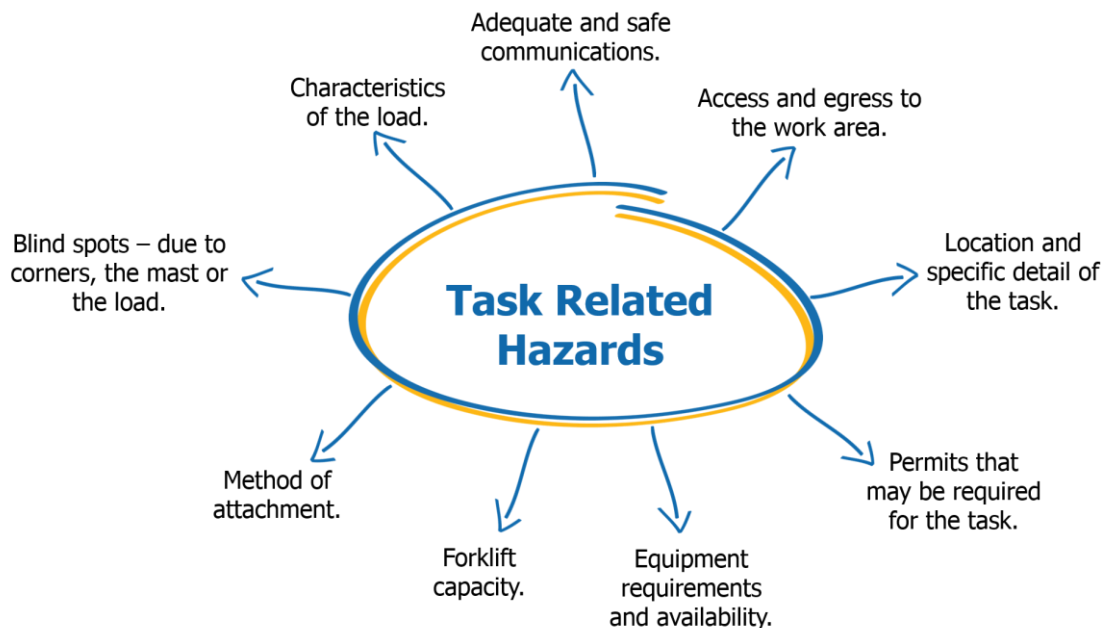 Adequate and safe
communications.
Characteristics
of the load.
Access and egress to
the work area.
Blind spots – due to
corners, the mast or
the load.
Location and
specific detail of
the task.
Task Related
Hazards
Method of
attachment.
Permits that
may be required
for the task.
Forklift
capacity.
Equipment
requirements
and availability.